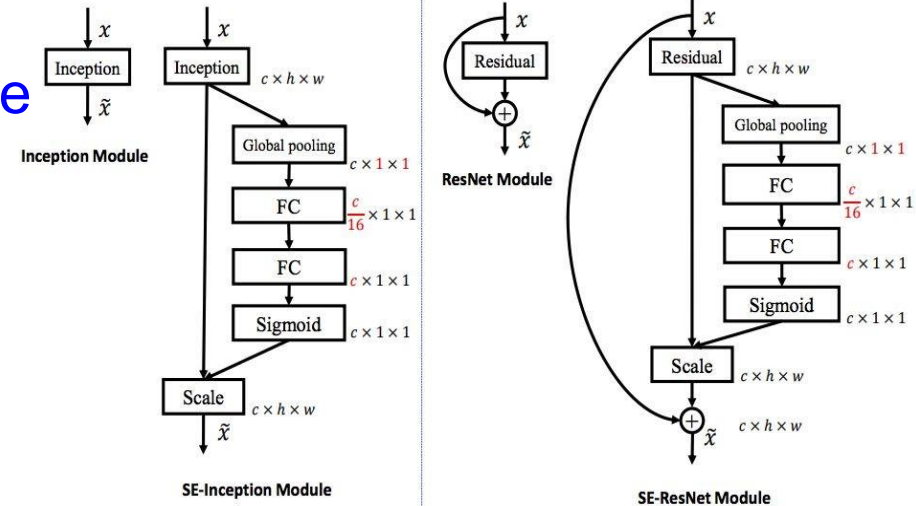 e
x
Inception
x̃
Inception Module
x
Inception
c × h × w
Global pooling
c × 1 × 1
FC
c/16 × 1 × 1
FC
c × 1 × 1
Sigmoid
c × 1 × 1
Scale
c × h × w
x̃
SE-Inception Module
x
Residual
+
x̃
ResNet Module
x
Residual
c × h × w
Global pooling
c × 1 × 1
FC
c/16 × 1 × 1
FC
c × 1 × 1
Sigmoid
c × 1 × 1
Scale
c × h × w
+
x̃
c × h × w
SE-ResNet Module